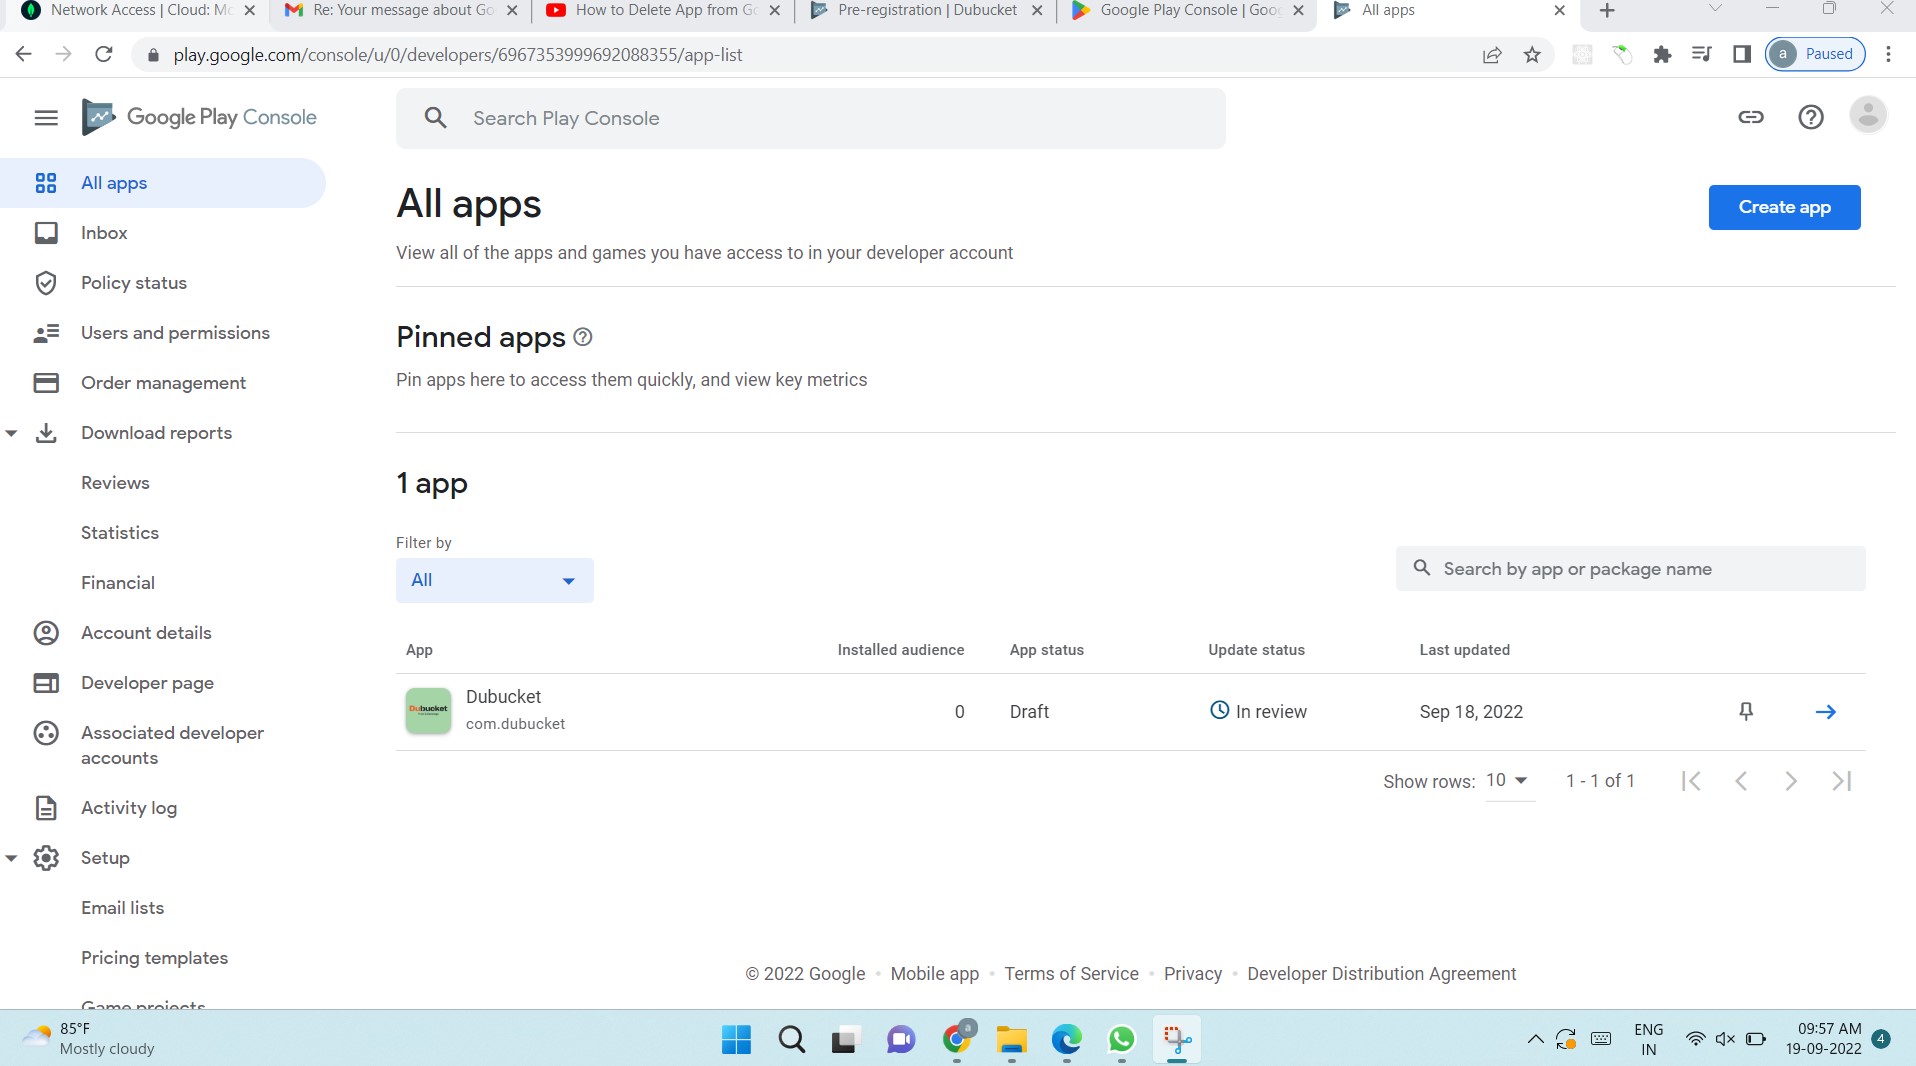 Network Access | Cloud: Mo
Re: Your message about Go
How to Delete App from Go
Pre-registration | Dubucket
Google Play Console | Goog
All apps
play.google.com/console/u/0/developers/6967353999692088355/app-list
a Paused
Google Play Console
Search Play Console
All apps
Inbox
Policy status
Users and permissions
Order management
Download reports
Reviews
Statistics
Financial
Account details
Developer page
Associated developer
accounts
Activity log
Setup
Email lists
Pricing templates
Game projects
All apps
Create app
View all of the apps and games you have access to in your developer account
Pinned apps
Pin apps here to access them quickly, and view key metrics
1 app
Filter by
All
Search by app or package name
App Installed audience App status Update status Last updated
Dubucket
Dubucket 0 Draft In review Sep 18, 2022
com.dubucket
Show rows: 10 1 - 1 of 1
© 2022 Google • Mobile app • Terms of Service • Privacy • Developer Distribution Agreement
85°F
Mostly cloudy
a
ENG
IN
09:57 AM
19-09-2022
4